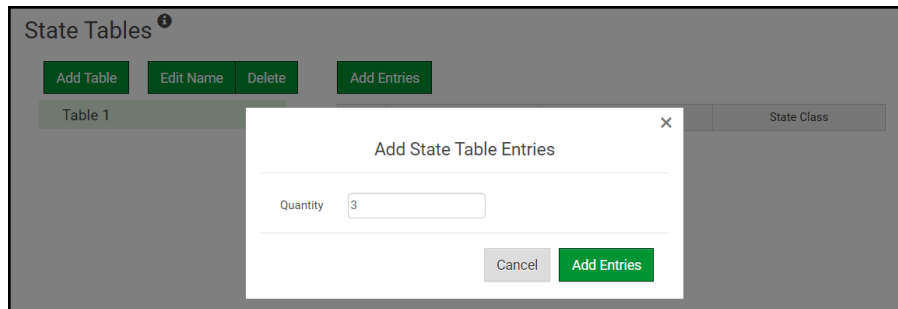 State Tables
Add Table Edit Name Delete Add Entries
Table 1
State Class
×
Add State Table Entries
Quantity 3
Cancel Add Entries